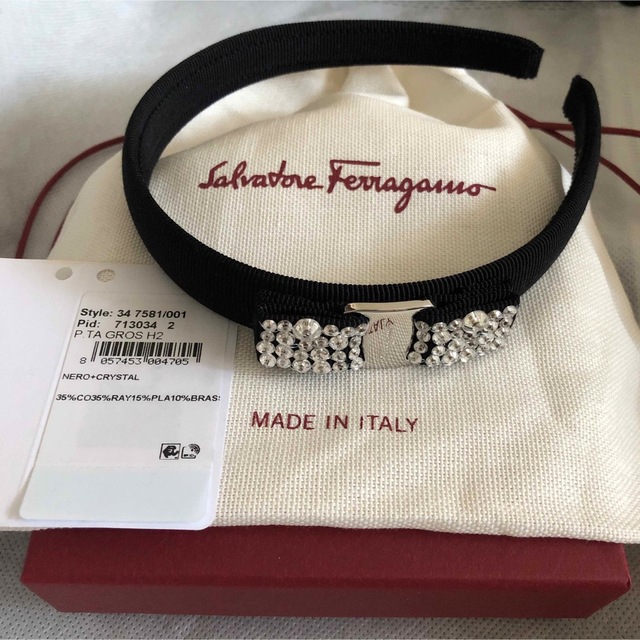 Salvatore Ferragamo
Style: 34 7581/001
Pid: 713034 2
P.TA GROS H2
8 057453 004705
NERO+CRYSTAL
35%CO35%RAY15%PLA10%BRAS
MADE IN ITALY